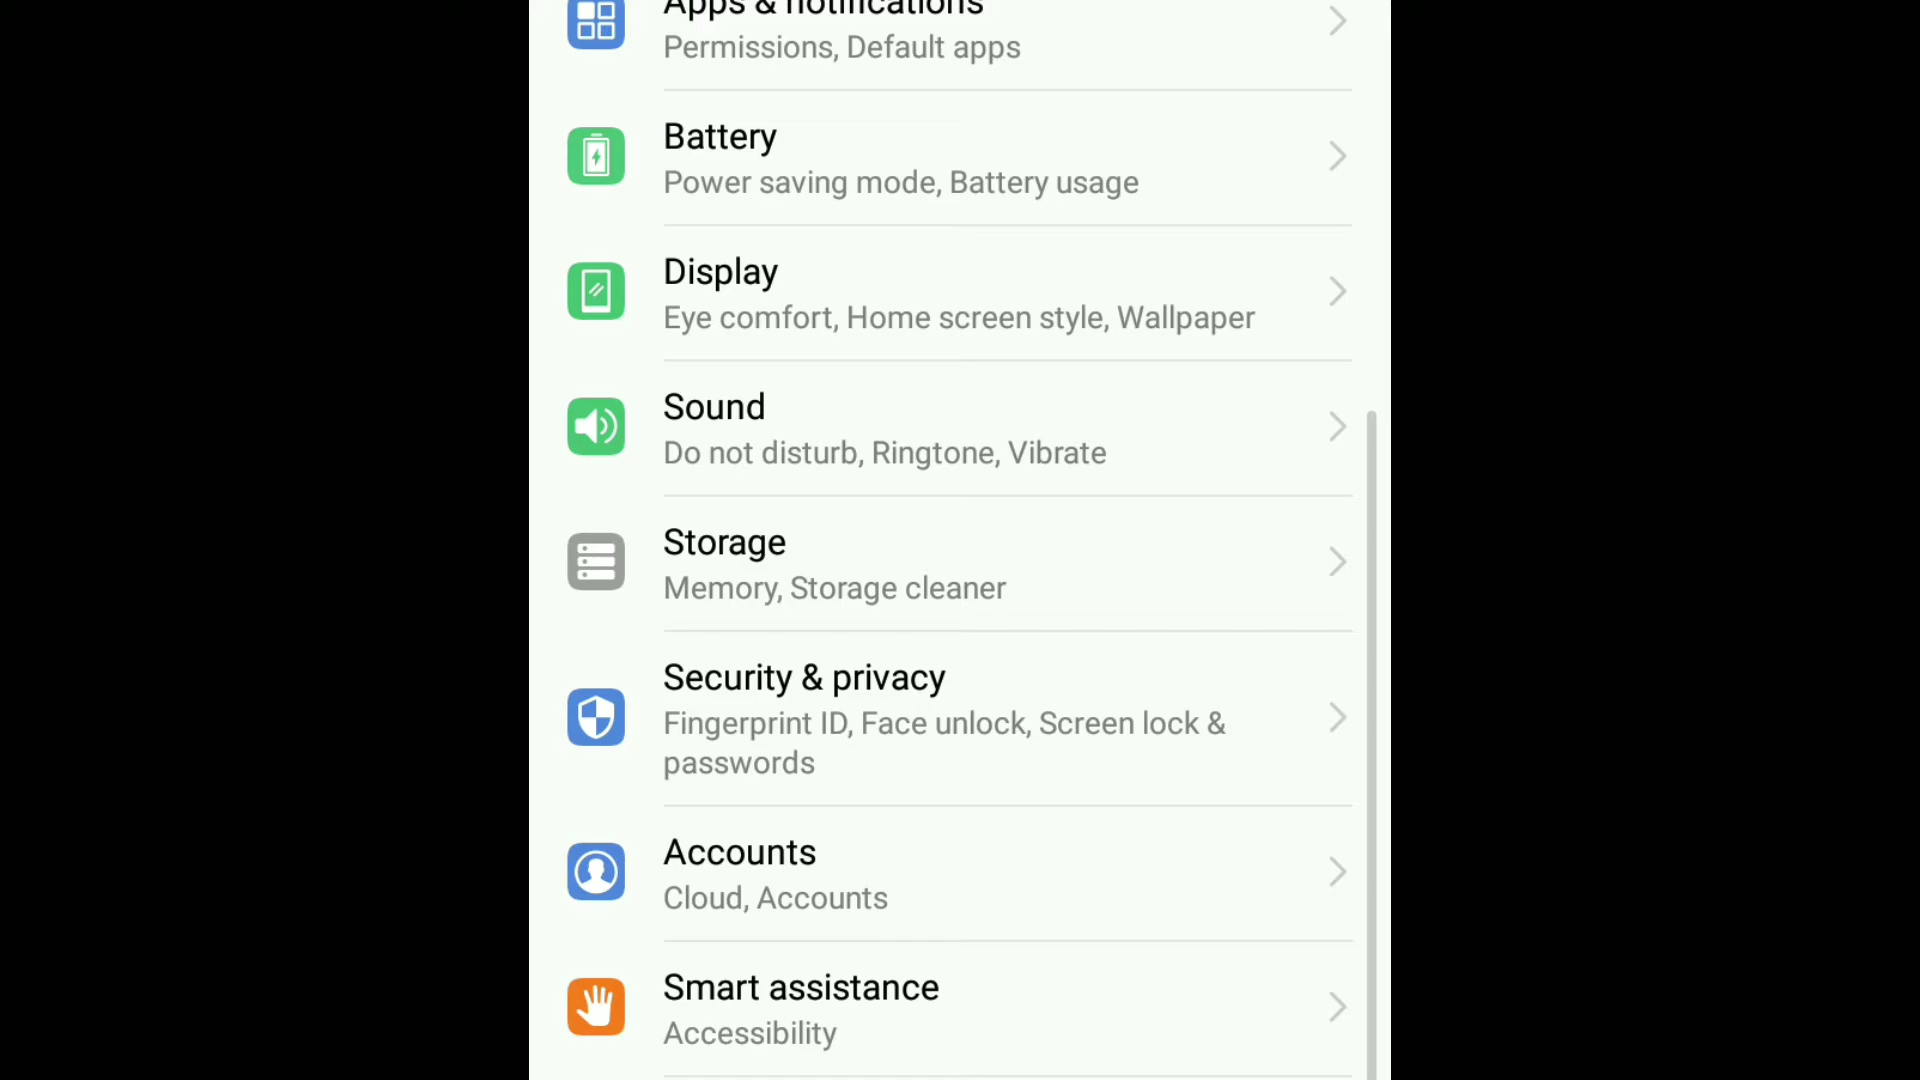 Apps & notifications
Permissions, Default apps
Battery
Power saving mode, Battery usage
Display
Eye comfort, Home screen style, Wallpaper
Sound
Do not disturb, Ringtone, Vibrate
Storage
Memory, Storage cleaner
Security & privacy
Fingerprint ID, Face unlock, Screen lock &
passwords
Accounts
Cloud, Accounts
Smart assistance
Accessibility